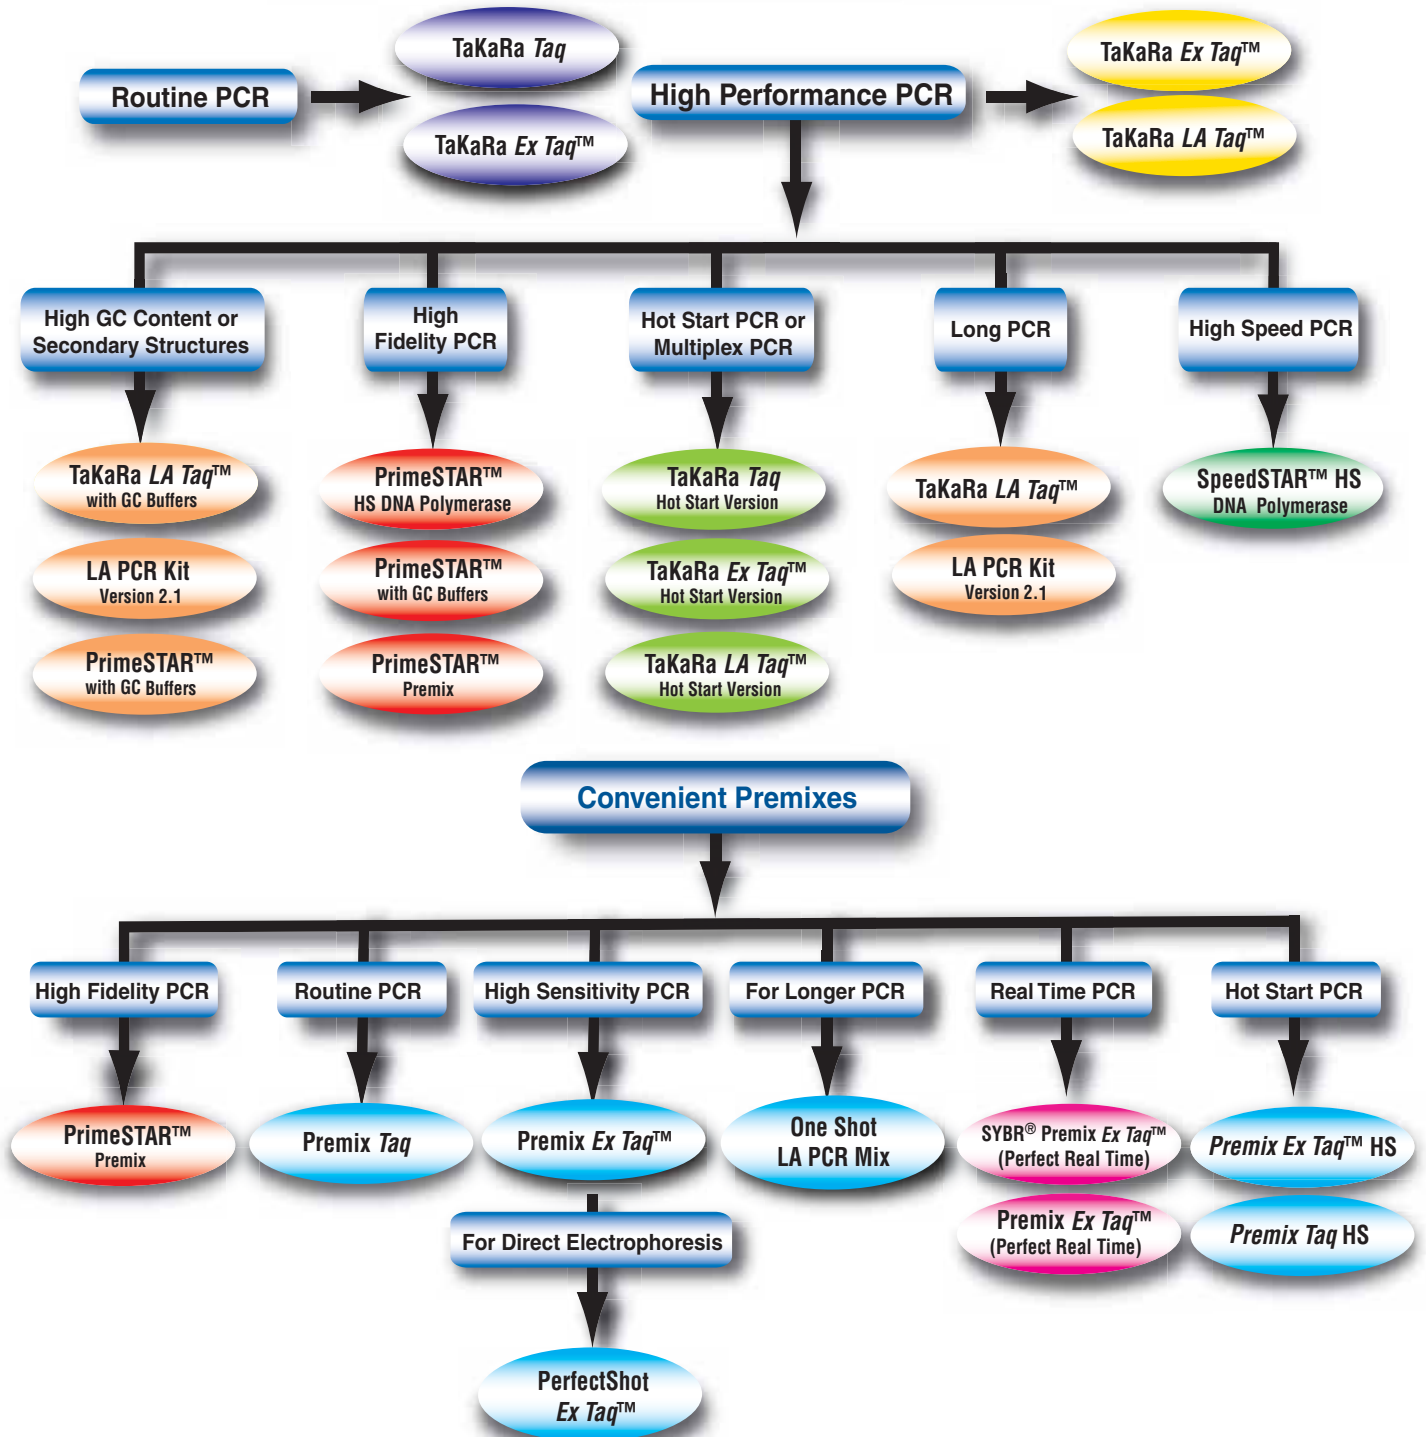 Routine PCR
TaKaRa Taq
TaKaRa Ex Taq™
High Performance PCR
TaKaRa Ex Taq™
TaKaRa LA Taq™
High GC Content or
Secondary Structures
High
Fidelity PCR
Hot Start PCR or
Multiplex PCR
Long PCR
High Speed PCR
TaKaRa LA Taq™
with GC Buffers
LA PCR Kit
Version 2.1
PrimeSTAR™
with GC Buffers
PrimeSTAR™
HS DNA Polymerase
PrimeSTAR™
with GC Buffers
PrimeSTAR™
Premix
TaKaRa Taq
Hot Start Version
TaKaRa Ex Taq™
Hot Start Version
TaKaRa LA Taq™
Hot Start Version
TaKaRa LA Taq™
LA PCR Kit
Version 2.1
SpeedSTAR™ HS
DNA Polymerase
Convenient Premixes
High Fidelity PCR
Routine PCR
High Sensitivity PCR
For Longer PCR
Real Time PCR
Hot Start PCR
PrimeSTAR™
Premix
Premix Taq
Premix Ex Taq™
One Shot
LA PCR Mix
SYBR® Premix Ex Taq™
(Perfect Real Time)
Premix Ex Taq™
(Perfect Real Time)
Premix Ex Taq™ HS
Premix Taq HS
For Direct Electrophoresis
PerfectShot
Ex Taq™